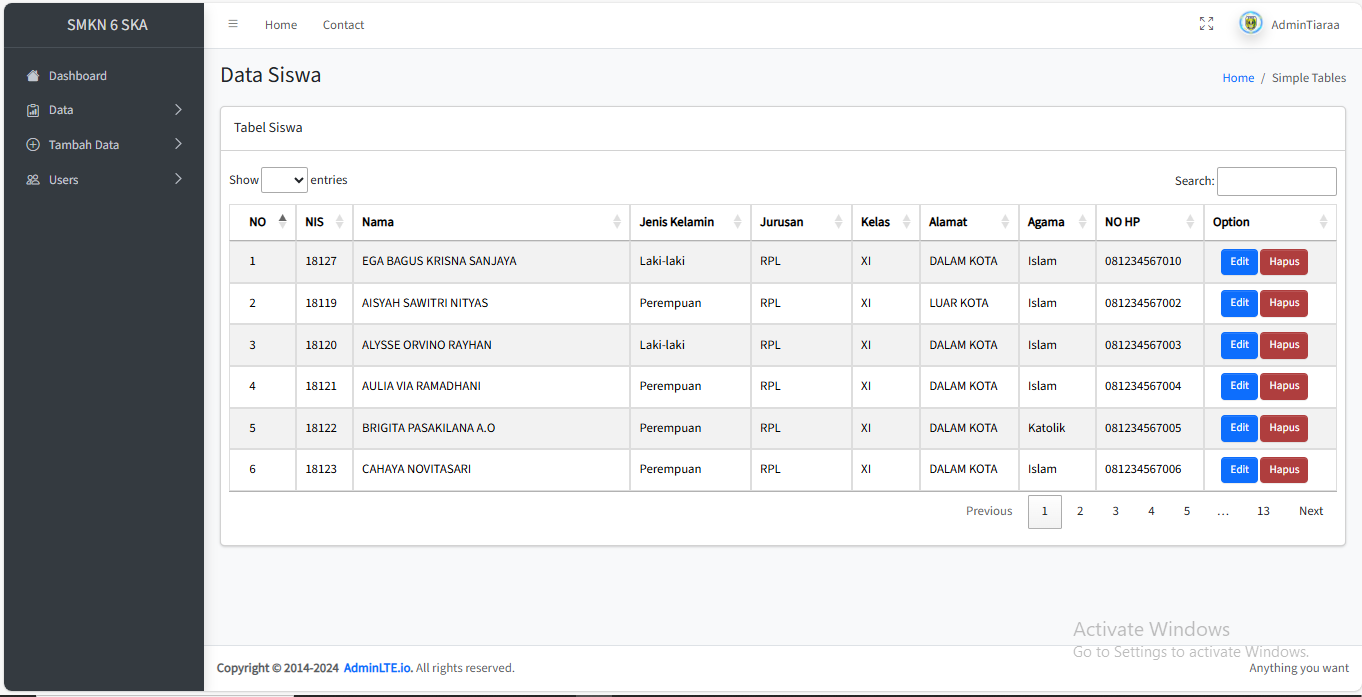 SMKN 6 SKA
Home Contact
AdminTiaraa
Dashboard
Data
Tambah Data
Users
Data Siswa
Home / Simple Tables
Tabel Siswa
Show entries
Search:
NO NIS Nama Jenis Kelamin Jurusan Kelas Alamat Agama NO HP Option
1 18127 EGA BAGUS KRISNA SANJAYA Laki-laki RPL XI DALAM KOTA Islam 081234567010 Edit Hapus
2 18119 AISYAH SAWITRI NITYAS Perempuan RPL XI LUAR KOTA Islam 081234567002 Edit Hapus
3 18120 ALYSSE ORVINO RAYHAN Laki-laki RPL XI DALAM KOTA Islam 081234567003 Edit Hapus
4 18121 AULIA VIA RAMADHANI Perempuan RPL XI DALAM KOTA Islam 081234567004 Edit Hapus
5 18122 BRIGITA PASAKILANA A.O Perempuan RPL XI DALAM KOTA Katolik 081234567005 Edit Hapus
6 18123 CAHAYA NOVITASARI Perempuan RPL XI DALAM KOTA Islam 081234567006 Edit Hapus
Previous 1 2 3 4 5 … 13 Next
Activate Windows
Go to Settings to activate Windows.
Copyright © 2014-2024 AdminLTE.io. All rights reserved.
Anything you want